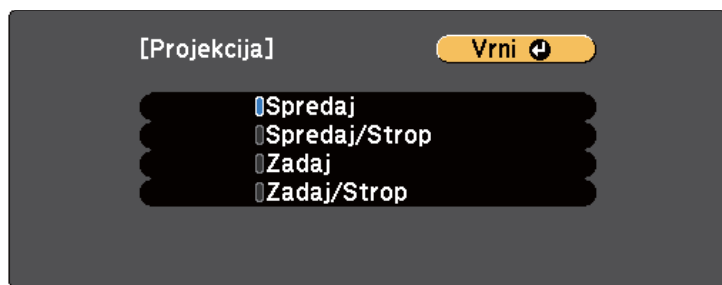 [Projekcija] Vrni
Spredaj
Spredaj/Strop
Zadaj
Zadaj/Strop